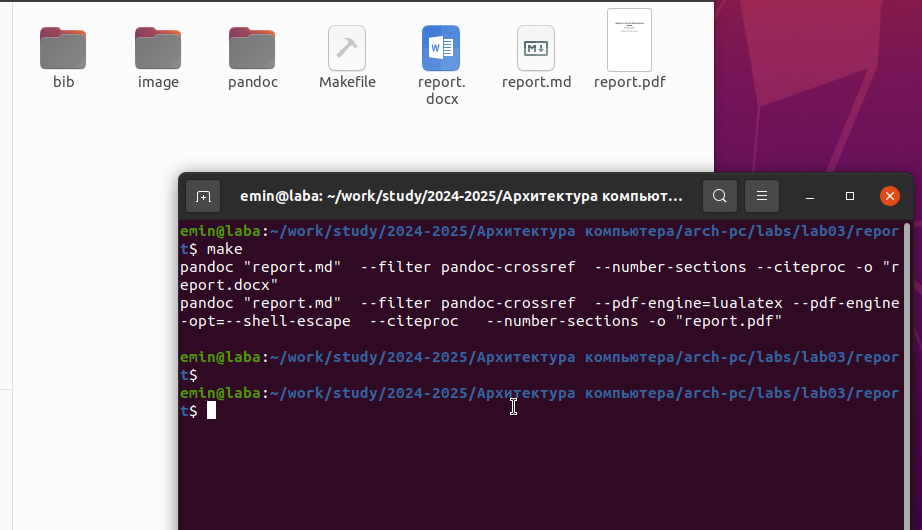 bib
image
pandoc
Makefile
report.
docx
report.md
report.pdf
W
M
emin@laba: ~/work/study/2024-2025/Архитектура компьют...
emin@laba:~/work/study/2024-2025/Архитектура компьютера/arch-pc/labs/lab03/repor
t$ make
pandoc "report.md"  --filter pandoc-crossref  --number-sections --citeproc -o "r
eport.docx"
pandoc "report.md"  --filter pandoc-crossref  --pdf-engine=lualatex --pdf-engine
-opt=--shell-escape  --citeproc   --number-sections -o "report.pdf"
emin@laba:~/work/study/2024-2025/Архитектура компьютера/arch-pc/labs/lab03/repor
t$
emin@laba:~/work/study/2024-2025/Архитектура компьютера/arch-pc/labs/lab03/repor
t$